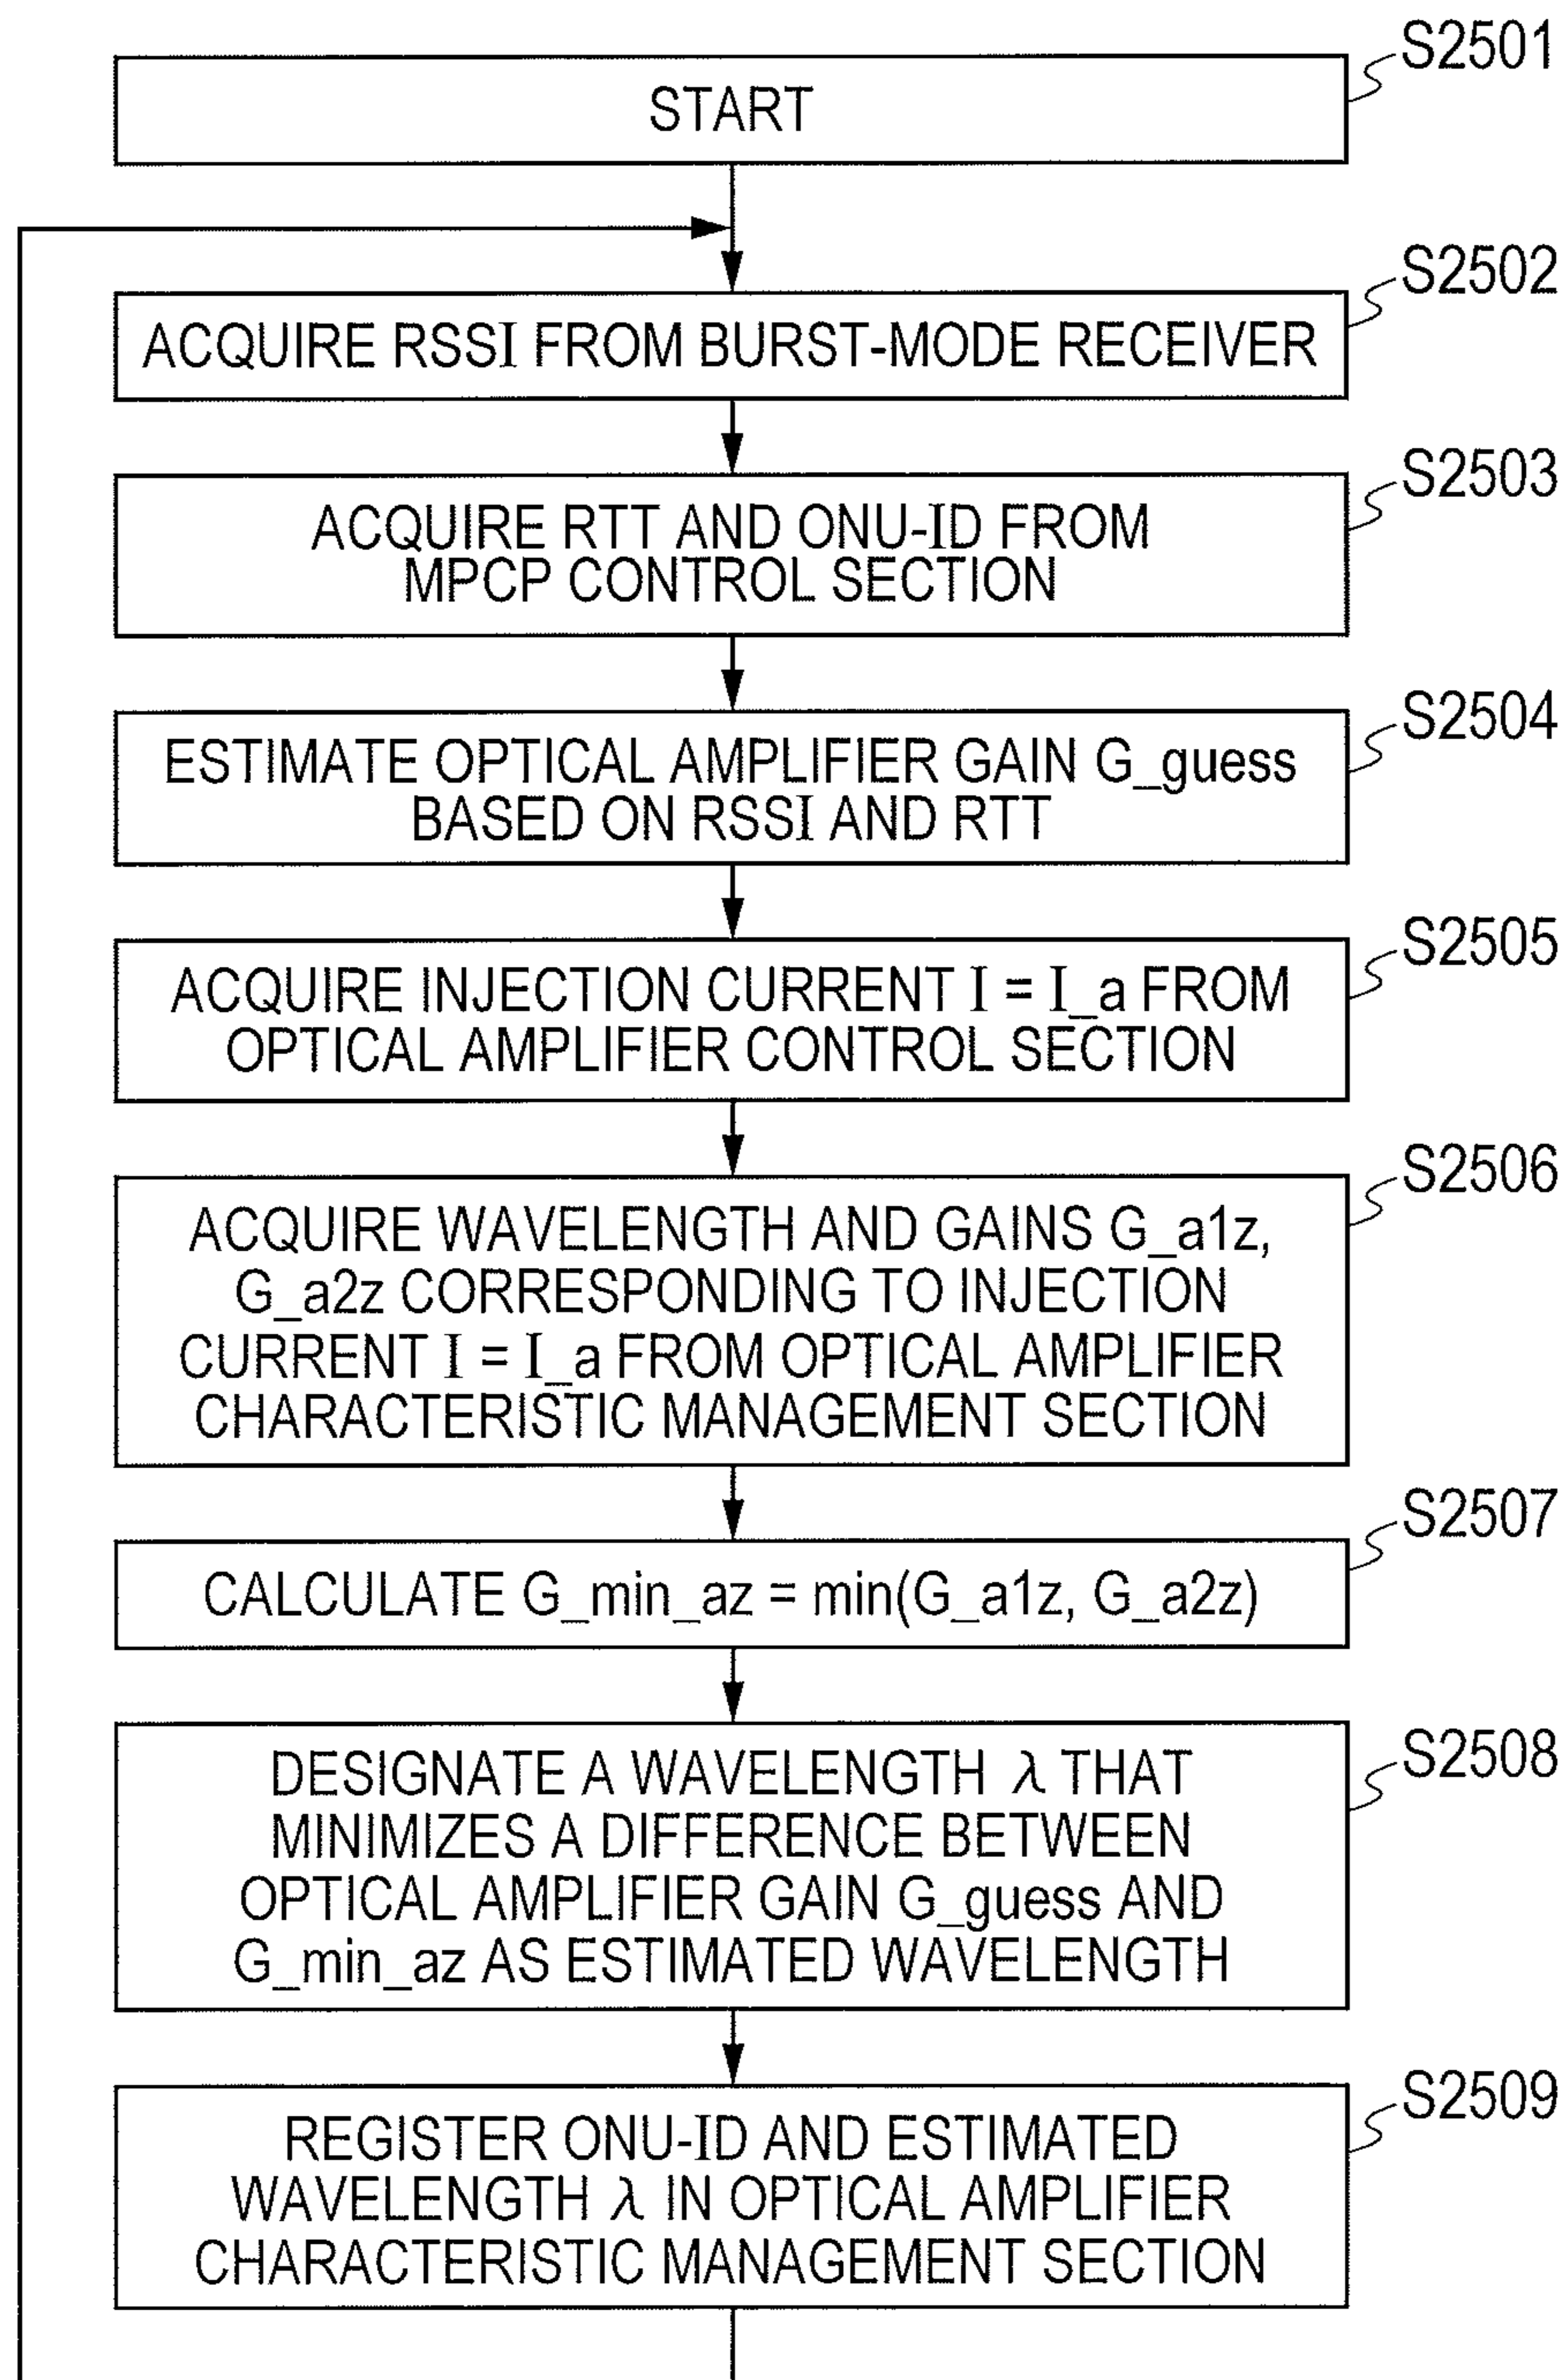 S2501
START
S2502
ACQUIRE RSSI FROM BURST-MODE RECEIVER
S2503
ACQUIRE RTT AND ONU-ID FROM
MPCP CONTROL SECTION
S2504
ESTIMATE OPTICAL AMPLIFIER GAIN G_guess
BASED ON RSSI AND RTT
S2505
ACQUIRE INJECTION CURRENT I = I_a FROM
OPTICAL AMPLIFIER CONTROL SECTION
S2506
ACQUIRE WAVELENGTH AND GAINS G_a1z,
G_a2z CORRESPONDING TO INJECTION
CURRENT I = I_a FROM OPTICAL AMPLIFIER
CHARACTERISTIC MANAGEMENT SECTION
S2507
CALCULATE G_min_az = min(G_a1z, G_a2z)
S2508
DESIGNATE A WAVELENGTH λ THAT
MINIMIZES A DIFFERENCE BETWEEN
OPTICAL AMPLIFIER GAIN G_guess AND
G_min_az AS ESTIMATED WAVELENGTH
S2509
REGISTER ONU-ID AND ESTIMATED
WAVELENGTH λ IN OPTICAL AMPLIFIER
CHARACTERISTIC MANAGEMENT SECTION